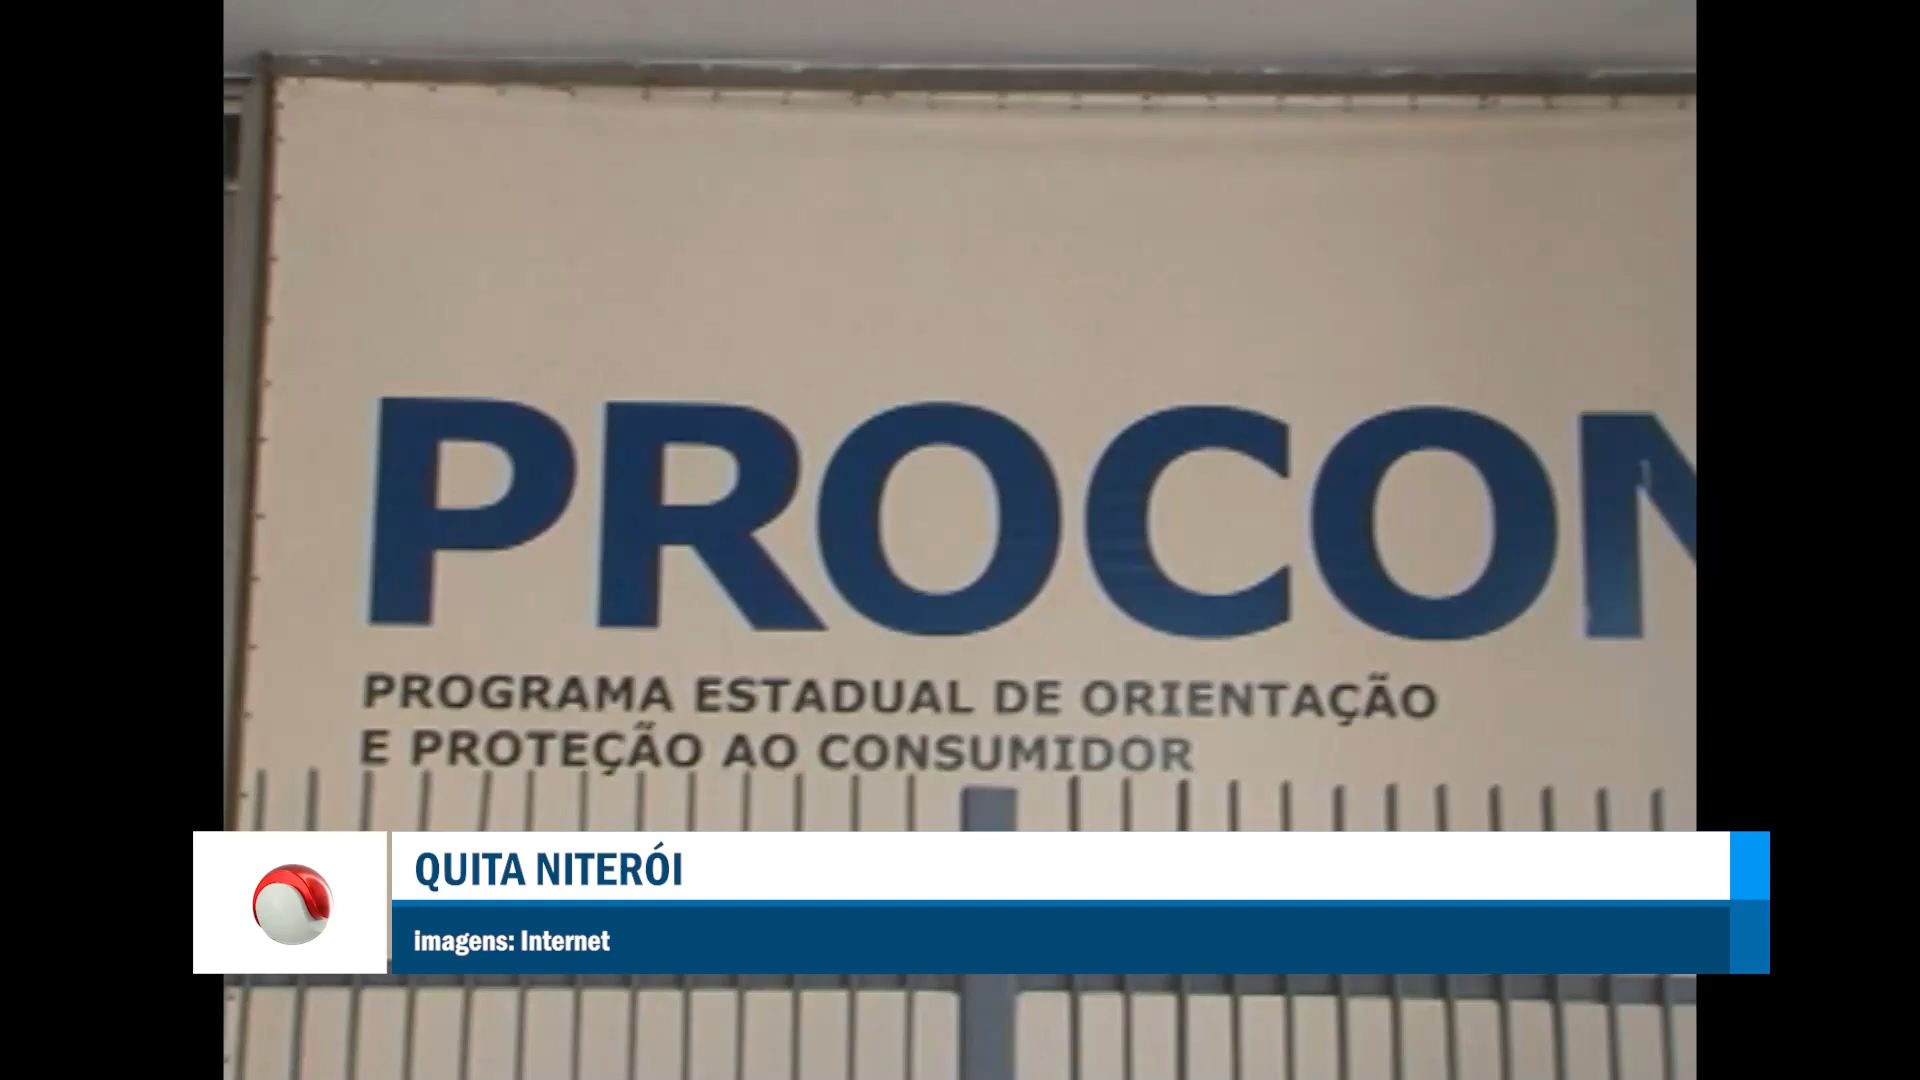 PROCON
PROGRAMA ESTADUAL DE ORIENTAÇÃO
E PROTEÇÃO AO CONSUMIDOR
QUITA NITERÓI
imagens: Internet